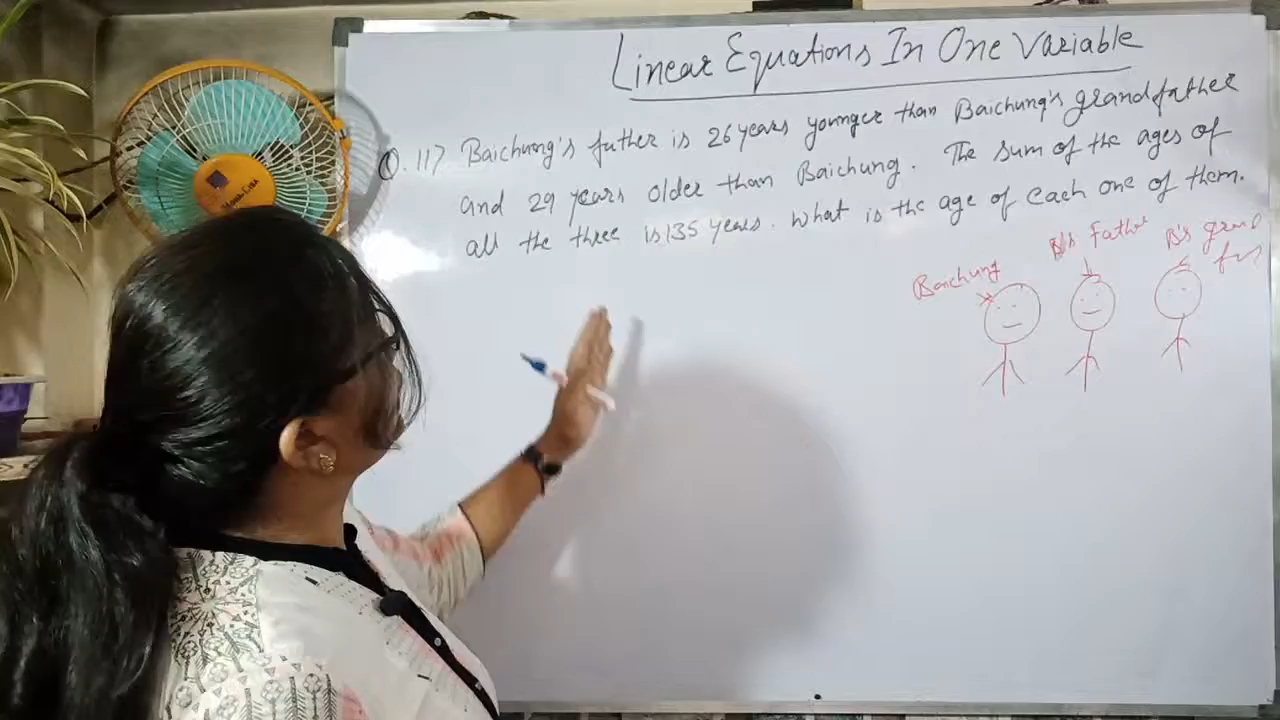 Linear Equations In One Variable
Q. 11) Baichung's father is 26 years younger than Baichung's grandfather
and 29 years older than Baichung. The sum of the ages of
all the three is 135 years. What is the age of each one of them.
Baichung
B's Father
B's grand